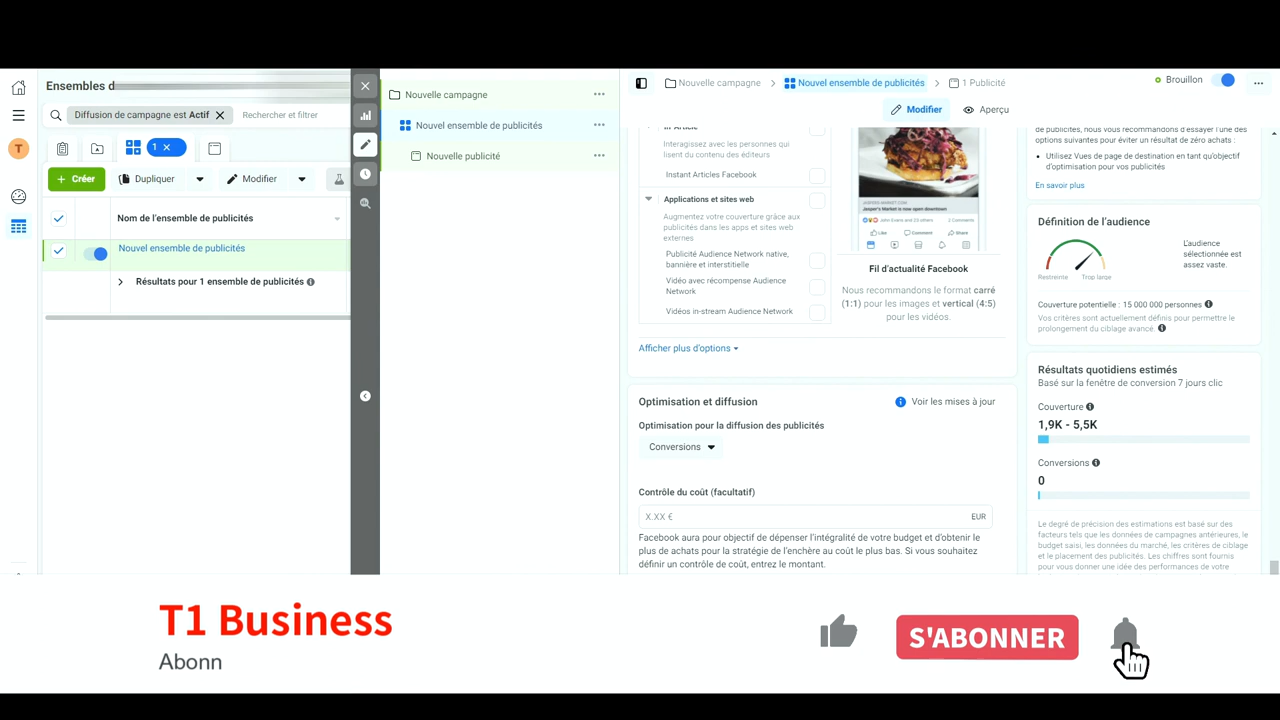 Ensembles d
Diffusion de campagne est Actif
Rechercher et filtrer
1
T
Créer
Dupliquer
Modifier
Nom de l'ensemble de publicités
Nouvel ensemble de publicités
Résultats pour 1 ensemble de publicités
Nouvelle campagne
Nouvel ensemble de publicités
Nouvelle publicité
Nouvelle campagne
Nouvel ensemble de publicités
1 Publicité
Brouillon
Modifier
Aperçu
Interagissez avec les personnes qui
lisent du contenu des éditeurs
Instant Articles Facebook
Applications et sites web
Augmentez votre couverture grâce aux
publicités dans les apps et sites web
externes
Publicité Audience Network native,
bannière et interstitielle
Vidéo avec récompense Audience
Network
Vidéos in-stream Audience Network
Afficher plus d'options
Jasper's Market is now open downtown
Like
Comment
Share
Fil d'actualité Facebook
Nous recommandons le format carré
(1:1) pour les images et vertical (4:5)
pour les vidéos.
Optimisation et diffusion
Voir les mises à jour
Optimisation pour la diffusion des publicités
Conversions
Contrôle du coût (facultatif)
X.XX €
EUR
Facebook aura pour objectif de dépenser l'intégralité de votre budget et d'obtenir le
plus de achats pour la stratégie de l'enchère au coût le plus bas. Si vous souhaitez
définir un contrôle de coût, entrez le montant.
de publicités, nous vous recommandons d'essayer l'une des
options suivantes pour éviter un résultat de zéro achats :
• Utilisez Vues de page de destination en tant qu'objectif
d'optimisation pour vos publicités
En savoir plus
Définition de l'audience
Restreinte
Trop large
L'audience
sélectionnée est
assez vaste.
Couverture potentielle : 15 000 000 personnes
Vos critères sont actuellement définis pour permettre le
prolongement du ciblage avancé.
Résultats quotidiens estimés
Basé sur la fenêtre de conversion 7 jours clic
Couverture
1,9K - 5,5K
Conversions
0
Le degré de précision des estimations est basé sur des
facteurs tels que les données de campagnes antérieures, le
budget saisi, les données du marché, les critères de ciblage
et le placement des publicités. Les chiffres sont fournis
pour vous donner une idée des performances de votre
T1 Business
Abonn
S'ABONNER